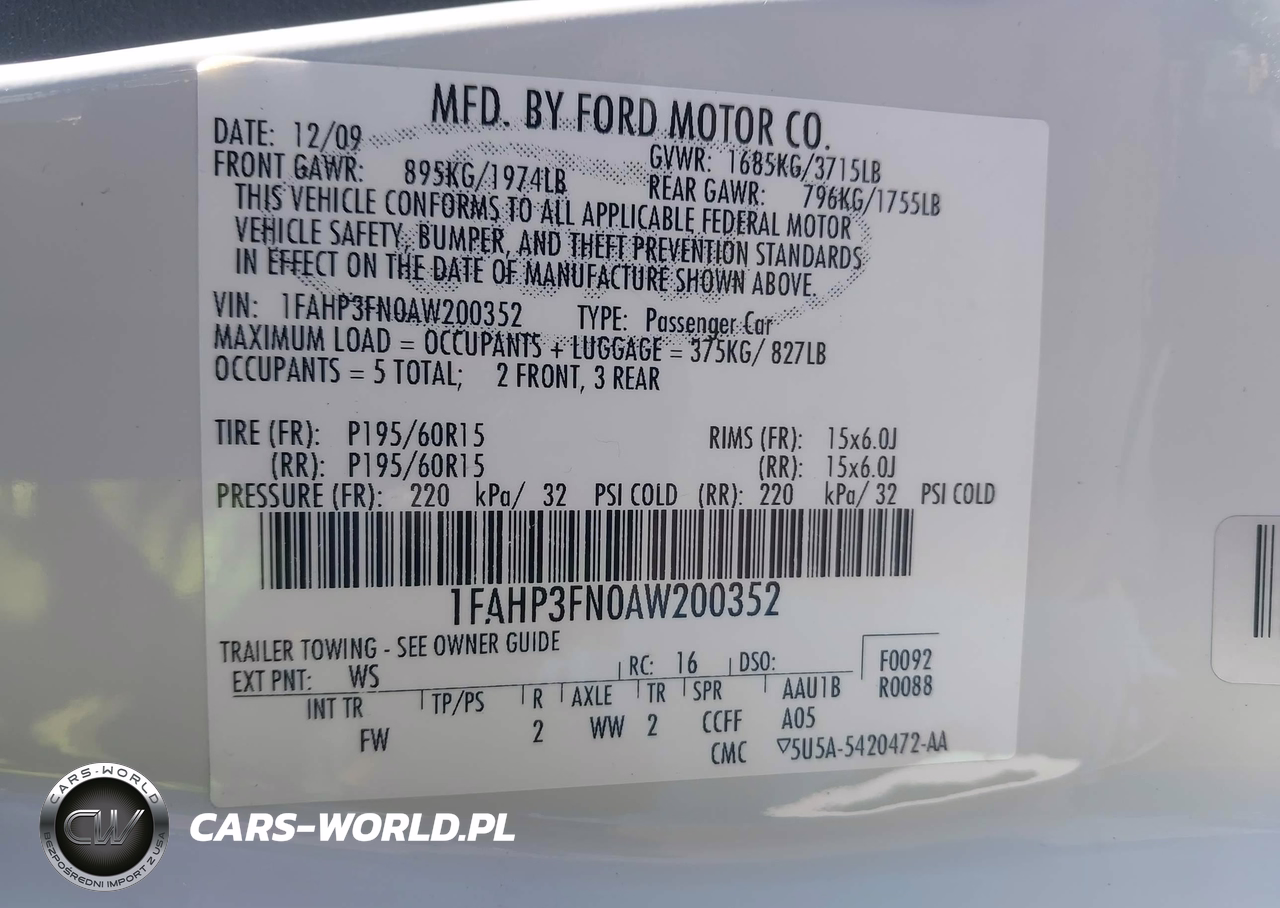 MFD. BY FORD MOTOR CO.
DATE: 12/09 GVWR: 1685KG/3715LB
FRONT GAWR: 895KG/1974LB REAR GAWR: 796KG/1755LB
THIS VEHICLE CONFORMS TO ALL APPLICABLE FEDERAL MOTOR
VEHICLE SAFETY, BUMPER, AND THEFT PREVENTION STANDARDS
IN EFFECT ON THE DATE OF MANUFACTURE SHOWN ABOVE.
VIN: 1FAHP3FN0AW200352 TYPE: Passenger Car
MAXIMUM LOAD = OCCUPANTS + LUGGAGE = 375KG/ 827LB
OCCUPANTS = 5 TOTAL; 2 FRONT, 3 REAR
TIRE (FR): P195/60R15 RIMS (FR): 15x6.0J
(RR): P195/60R15 (RR): 15x6.0J
PRESSURE (FR): 220 kPa/ 32 PSI COLD (RR): 220 kPa/ 32 PSI COLD
1FAHP3FN0AW200352
TRAILER TOWING - SEE OWNER GUIDE
EXT PNT: WS RC: 16 DSO: F0092
INT TR TP/PS R AXLE TR SPR AAU1B R0088
FW 2 WW 2 CCFF A05
CMC ▽5U5A-5420472-AA
CARS-WORLD
CW
BEZPOŚREDNI IMPORT Z USA
CARS-WORLD.PL